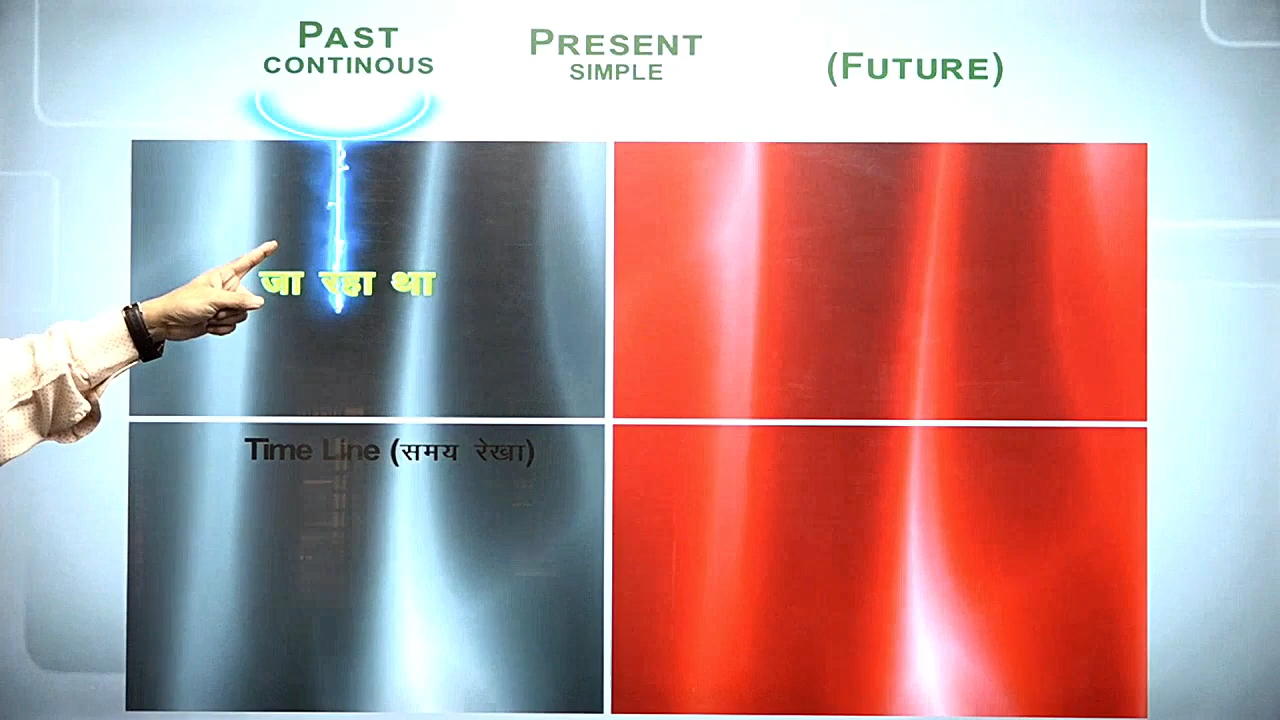 PAST
CONTINOUS
PRESENT
SIMPLE
(FUTURE)
जा रहा था
Time Line (समय रेखा)